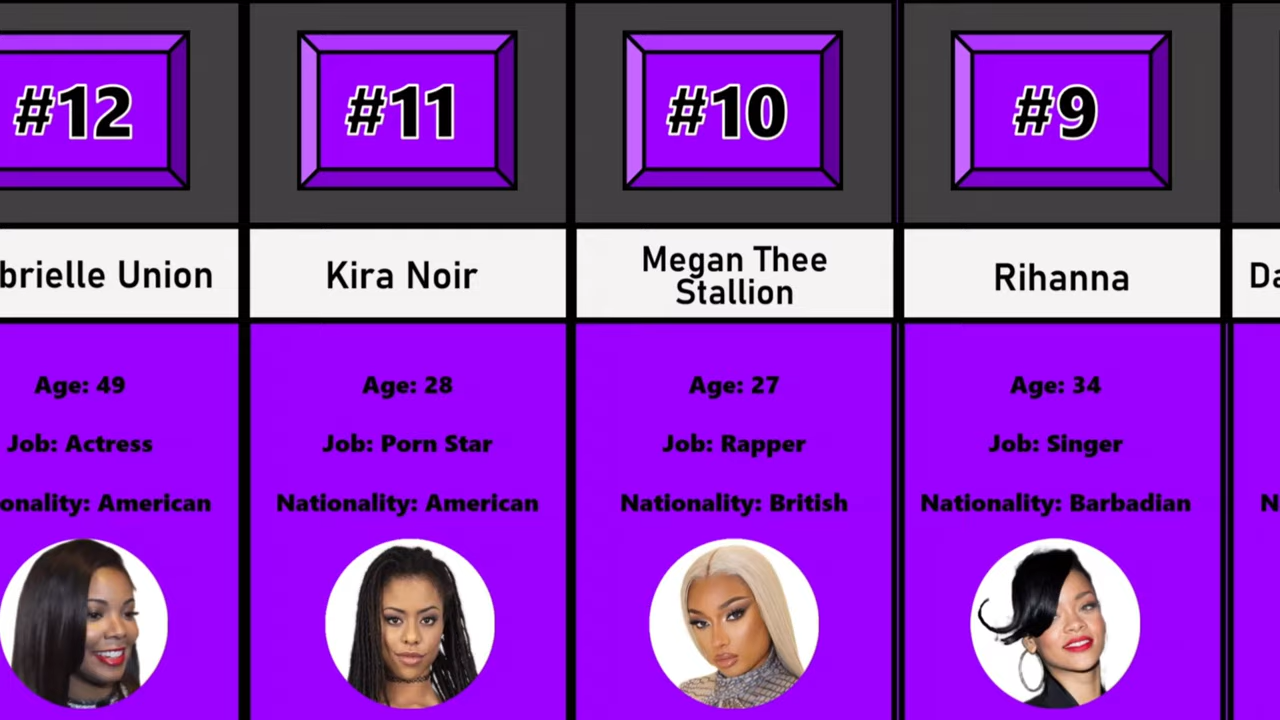 #12
#11
#10
#9
brielle Union
Kira Noir
Megan Thee
Stallion
Rihanna
Da
Age: 49
Age: 28
Age: 27
Age: 34
Job: Actress
Job: Porn Star
Job: Rapper
Job: Singer
onality: American
Nationality: American
Nationality: British
Nationality: Barbadian
N